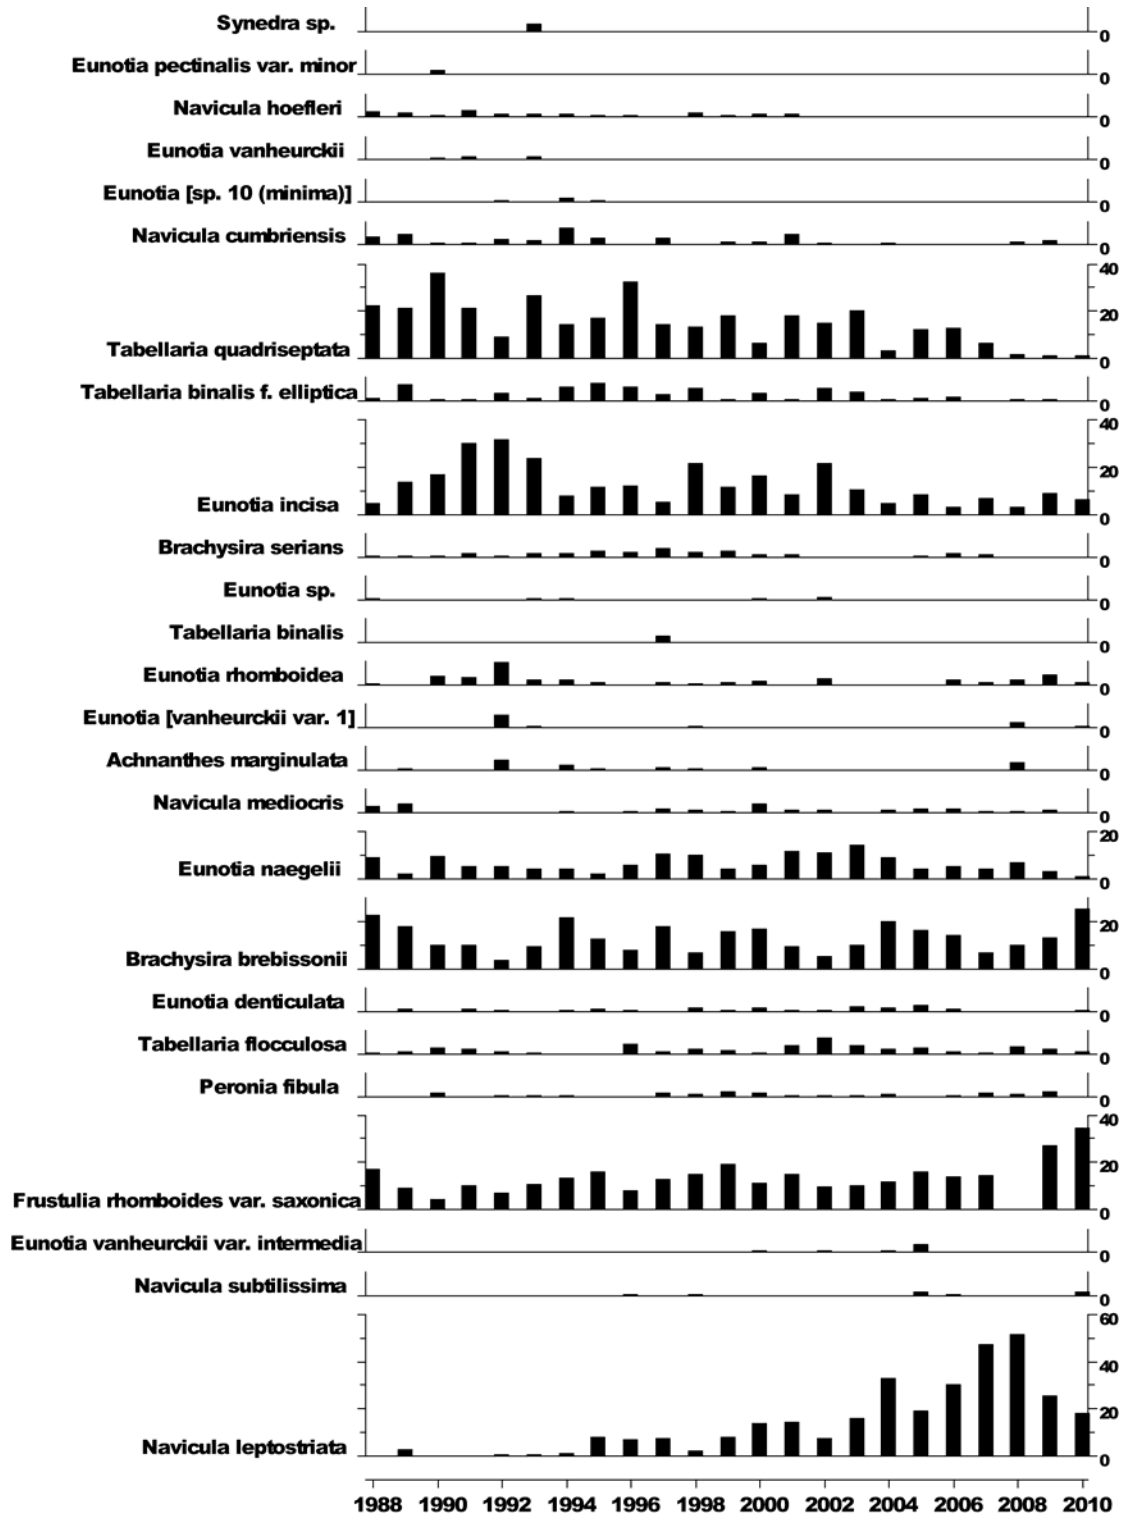 Synedra sp.
0
Eunotia pectinalis var. minor
0
Navicula hoefleri
0
Eunotia vanheurckii
0
Eunotia [sp. 10 (minima)]
0
Navicula cumbriensis
0
40
20
Tabellaria quadriseptata
0
Tabellaria binalis f. elliptica
0
40
20
Eunotia incisa
0
Brachysira serians
0
Eunotia sp.
0
Tabellaria binalis
0
Eunotia rhomboidea
0
Eunotia [vanheurckii var. 1]
0
Achnanthes marginulata
0
Navicula mediocris
0
20
Eunotia naegelii
0
20
Brachysira brebissonii
0
Eunotia denticulata
0
Tabellaria flocculosa
0
Peronia fibula
0
40
20
Frustulia rhomboides var. saxonica
0
Eunotia vanheurckii var. intermedia
0
Navicula subtilissima
0
60
40
20
Navicula leptostriata
0
1988 1990 1992 1994 1996 1998 2000 2002 2004 2006 2008 2010